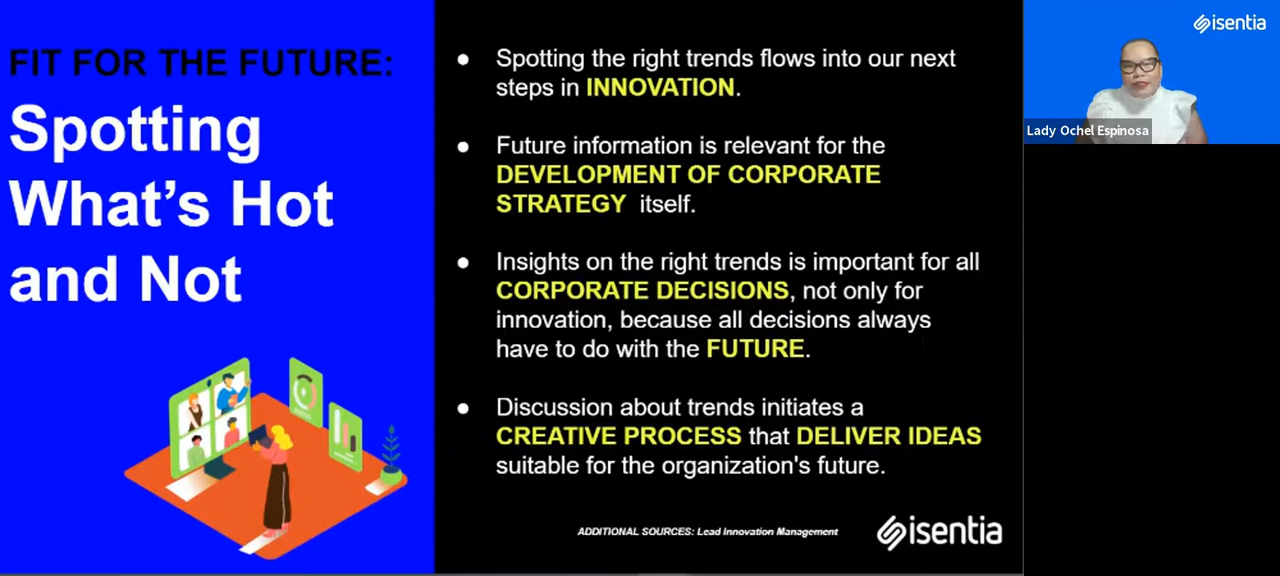 FIT FOR THE FUTURE:
Spotting
What's Hot
and Not
● Spotting the right trends flows into our next
steps in INNOVATION.
● Future information is relevant for the
DEVELOPMENT OF CORPORATE
STRATEGY itself.
● Insights on the right trends is important for all
CORPORATE DECISIONS, not only for
innovation, because all decisions always
have to do with the FUTURE.
● Discussion about trends initiates a
CREATIVE PROCESS that DELIVER IDEAS
suitable for the organization's future.
ADDITIONAL SOURCES: Lead Innovation Management
isentia
isentia
Lady Ochel Espinosa